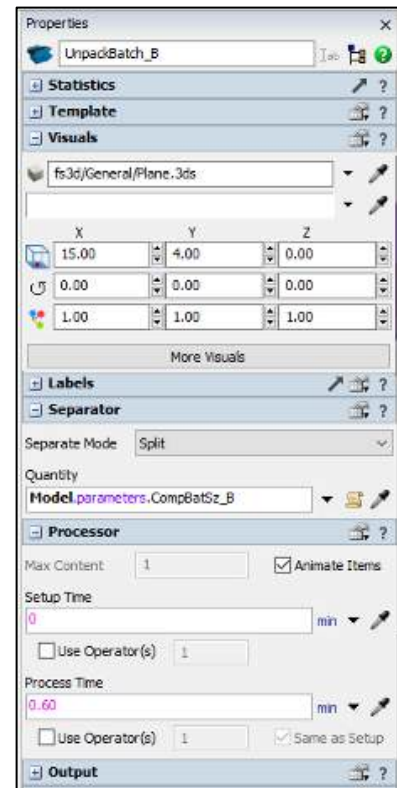 Properties
UnpackBatch_B
Statistics ?
Template ?
Visuals ?
fs3d/General/Plane.3ds
X Y Z
15.00 4.00 0.00
0.00 0.00 0.00
1.00 1.00 1.00
More Visuals
Labels ?
Separator ?
Separate Mode Split
Quantity
Model.parameters.CompBatSz_B
Processor ?
Max Content 1 Animate Items
Setup Time
0 min
Use Operator(s) 1
Process Time
0.60 min
Use Operator(s) 1 Same as Setup
Output ?